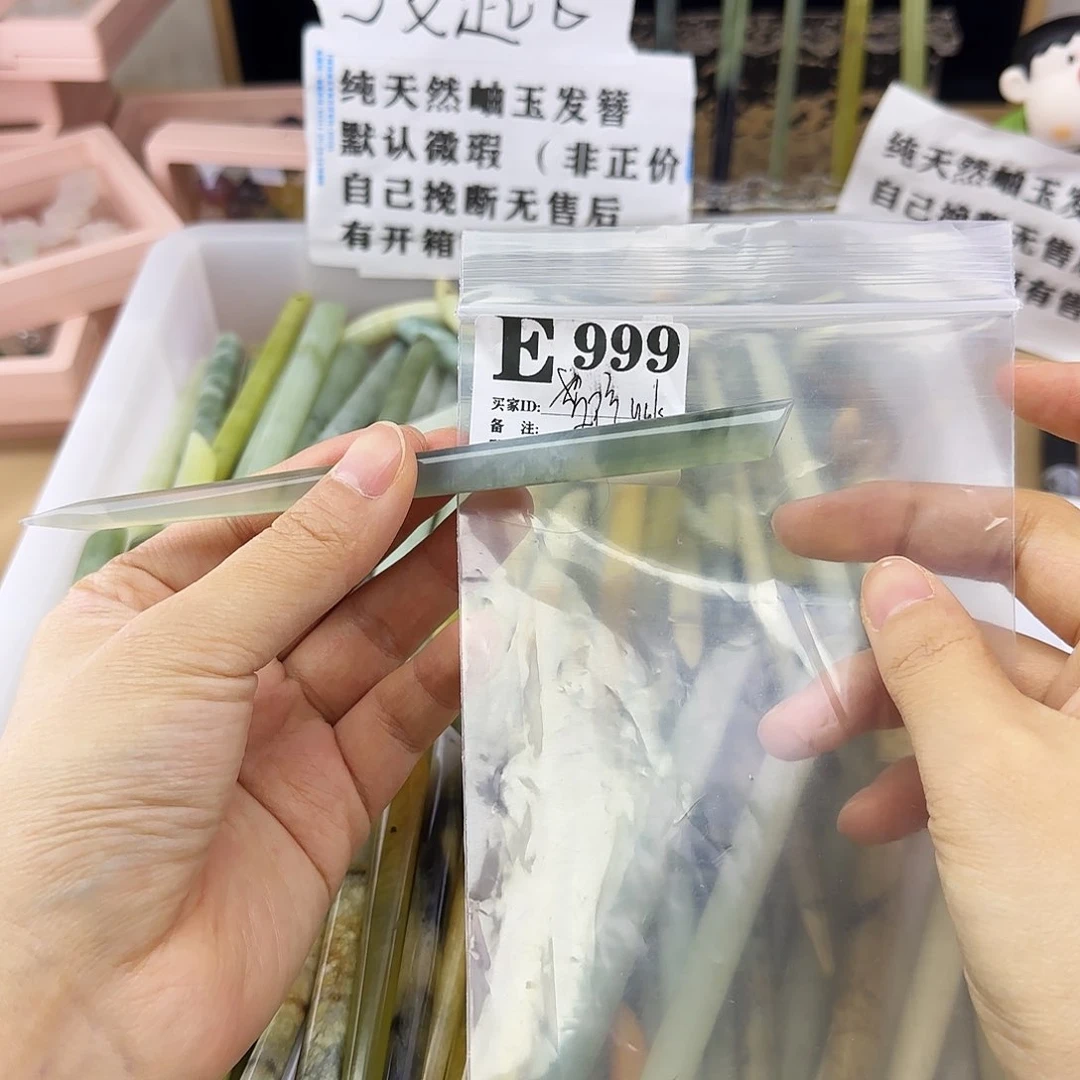 纯天然岫玉发簪
默认微瑕 （非正价
自己挽断无售后
有开箱
纯天然岫玉发
自己挽断
无售
有售
E 999
买家ID:
备 注: